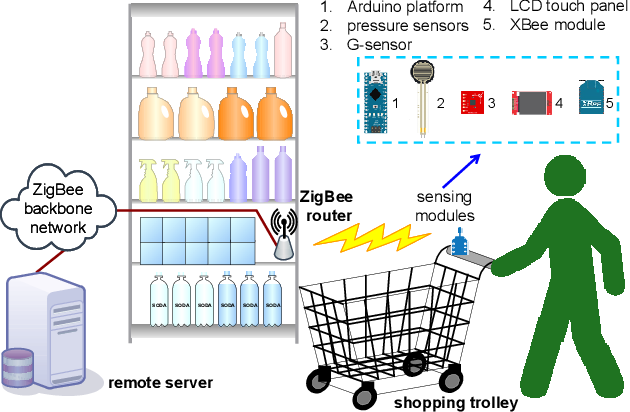 1. Arduino platform
2. pressure sensors
3. G-sensor
4. LCD touch panel
5. XBee module
1 2 3 4 5
ZigBee
backbone
network
ZigBee
router
sensing
modules
SODA SODA SODA SODA SODA SODA
remote server
shopping trolley